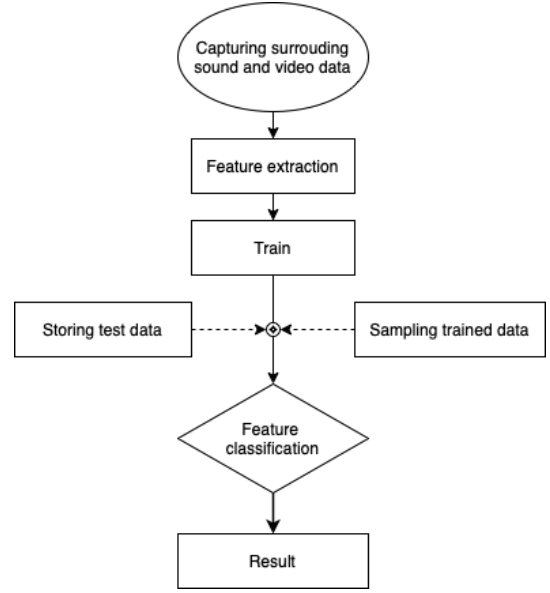 Capturing surrouding
sound and video data
Feature extraction
Train
Storing test data
Sampling trained data
Feature
classification
Result